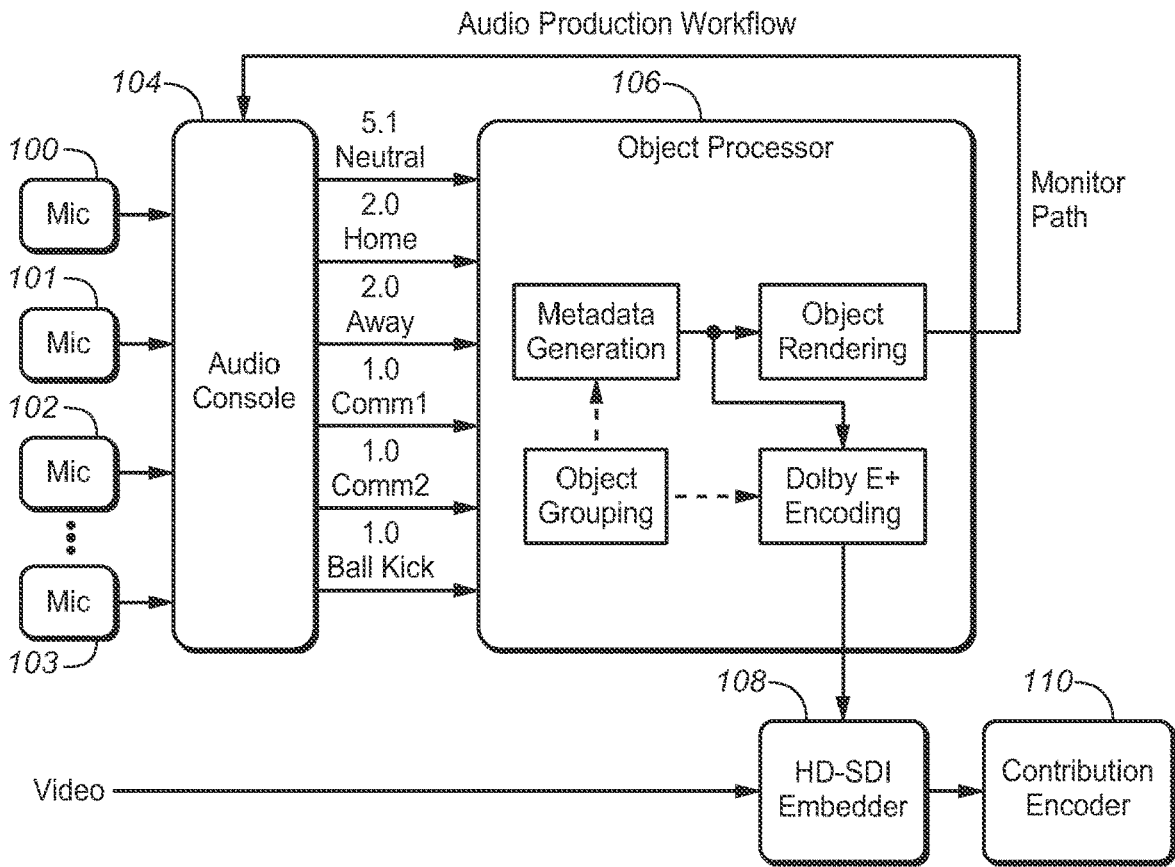 Audio Production Workflow
104
106
100
5.1
Neutral
Object Processor
Mic
2.0
Home
Monitor
Path
101
Mic
2.0
Away
Metadata
Generation
Object
Rendering
Audio
Console
1.0
Comm1
102
Mic
1.0
Comm2
Object
Grouping
Dolby E+
Encoding
1.0
Ball Kick
Mic
103
108
110
Video
HD-SDI
Embedder
Contribution
Encoder